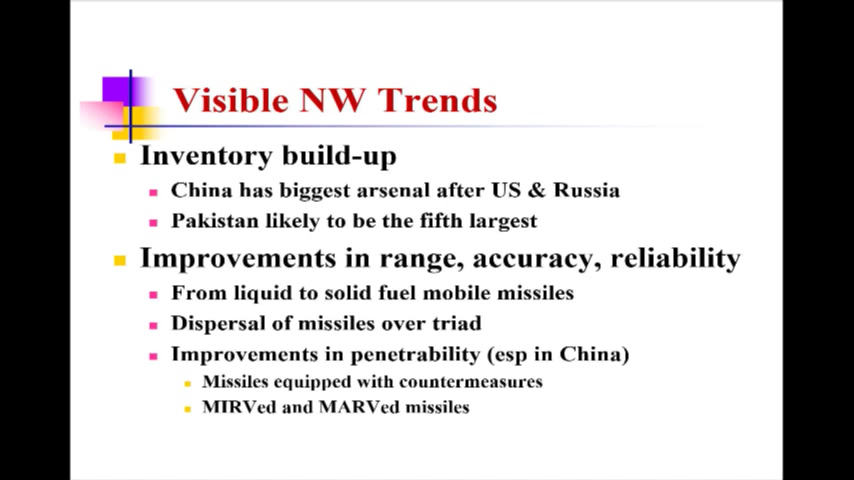 Visible NW Trends
Inventory build-up
China has biggest arsenal after US & Russia
Pakistan likely to be the fifth largest
Improvements in range, accuracy, reliability
From liquid to solid fuel mobile missiles
Dispersal of missiles over triad
Improvements in penetrability (esp in China)
Missiles equipped with countermeasures
MIRVed and MARVed missiles